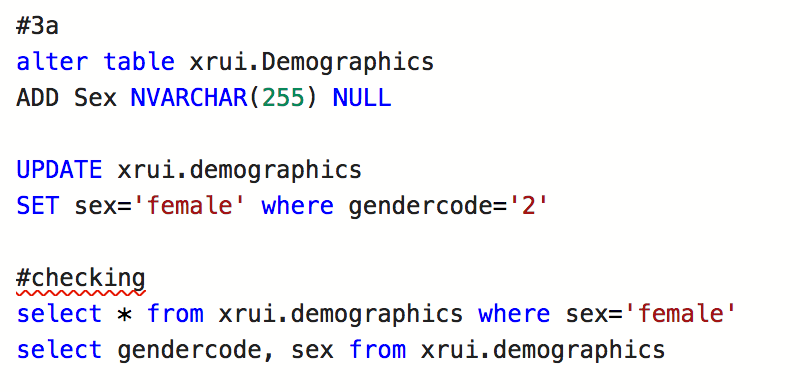 #3a
alter table xrui.Demographics
ADD Sex NVARCHAR(255) NULL
UPDATE xrui.demographics
SET sex='female' where gendercode='2'
#checking
select * from xrui.demographics where sex='female'
select gendercode, sex from xrui.demographics